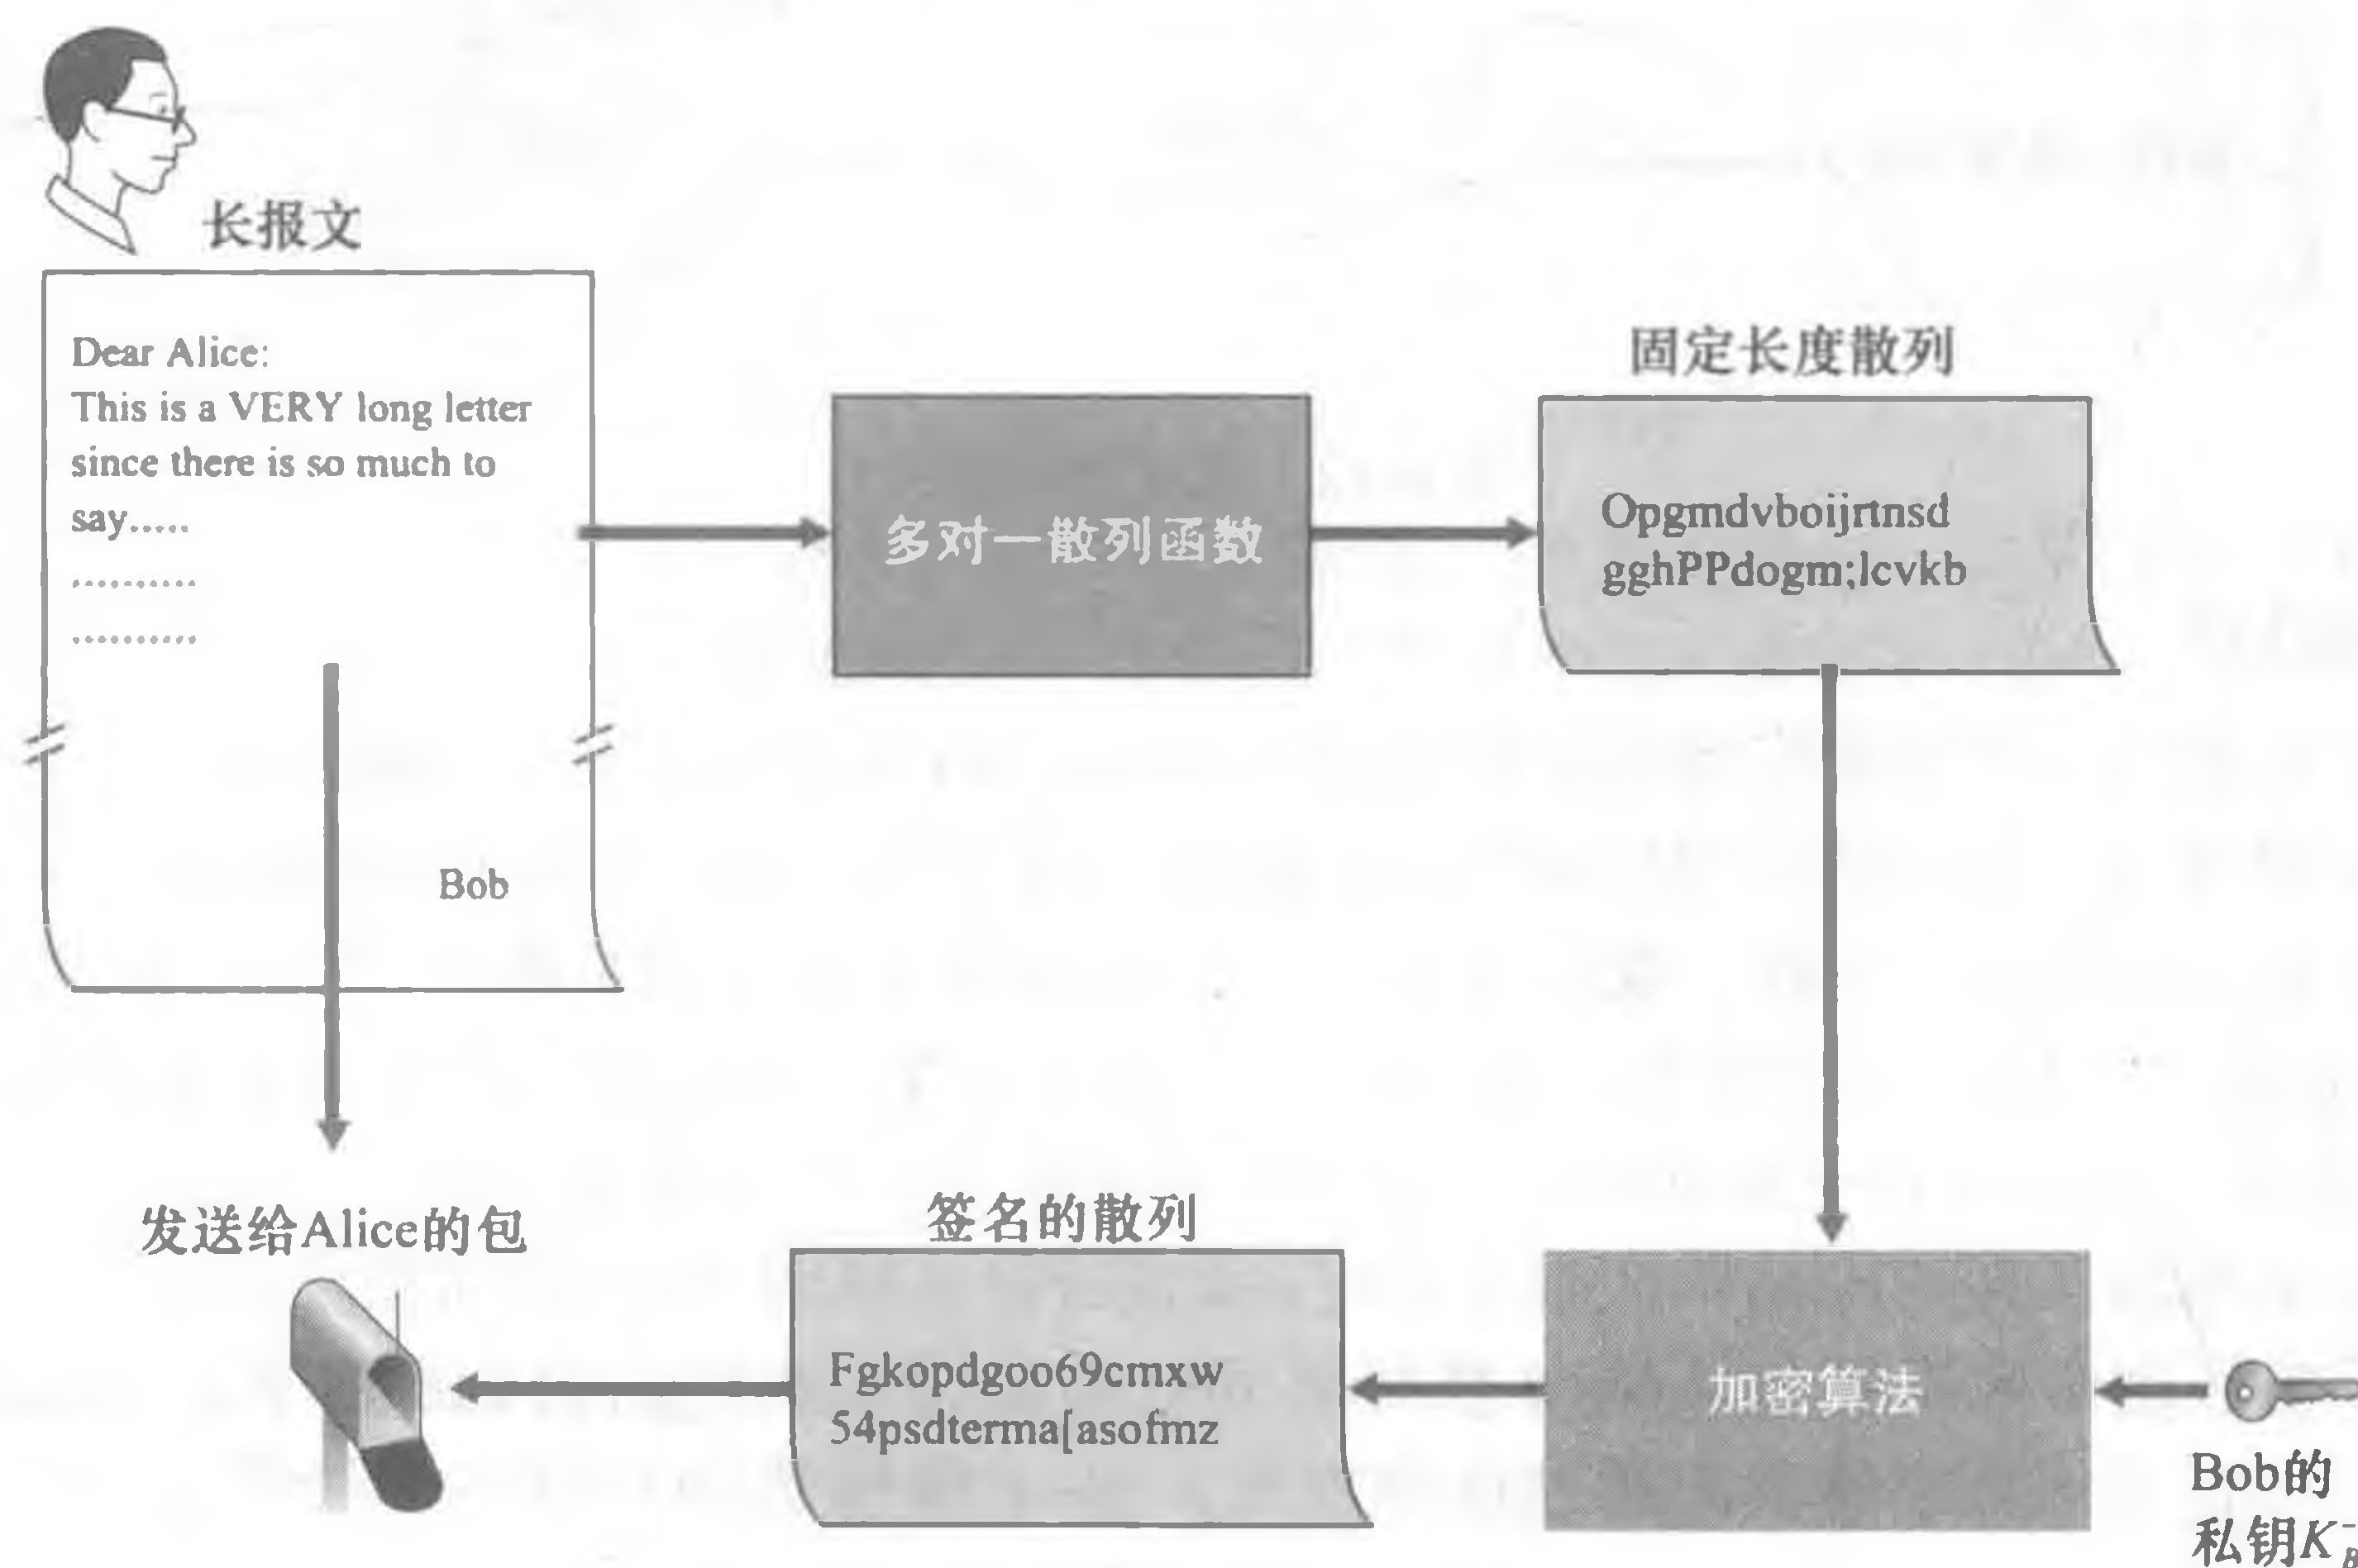 长报文
Dear Alice:
This is a VERY long letter
since there is so much to
say.....
..........
..........
Bob
多对一散列函数
固定长度散列
Opgmdvboijrtnsd
gghPPdogm;lcvkb
发送给Alice的包
签名的散列
Fgkopdgoo69cmxw
54psdterma[asofmz
加密算法
Bob的
私钥K⁻_B